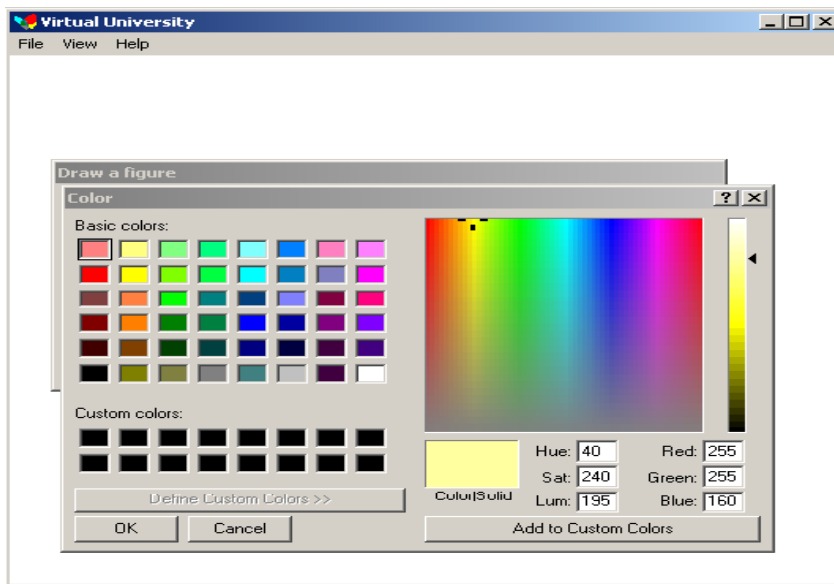 Virtual University
File View Help
Draw a figure
Color
Basic colors:
Custom colors:
Define Custom Colors >>
OK Cancel
Color|Solid
Hue: 40 Red: 255
Sat: 240 Green: 255
Lum: 195 Blue: 160
Add to Custom Colors